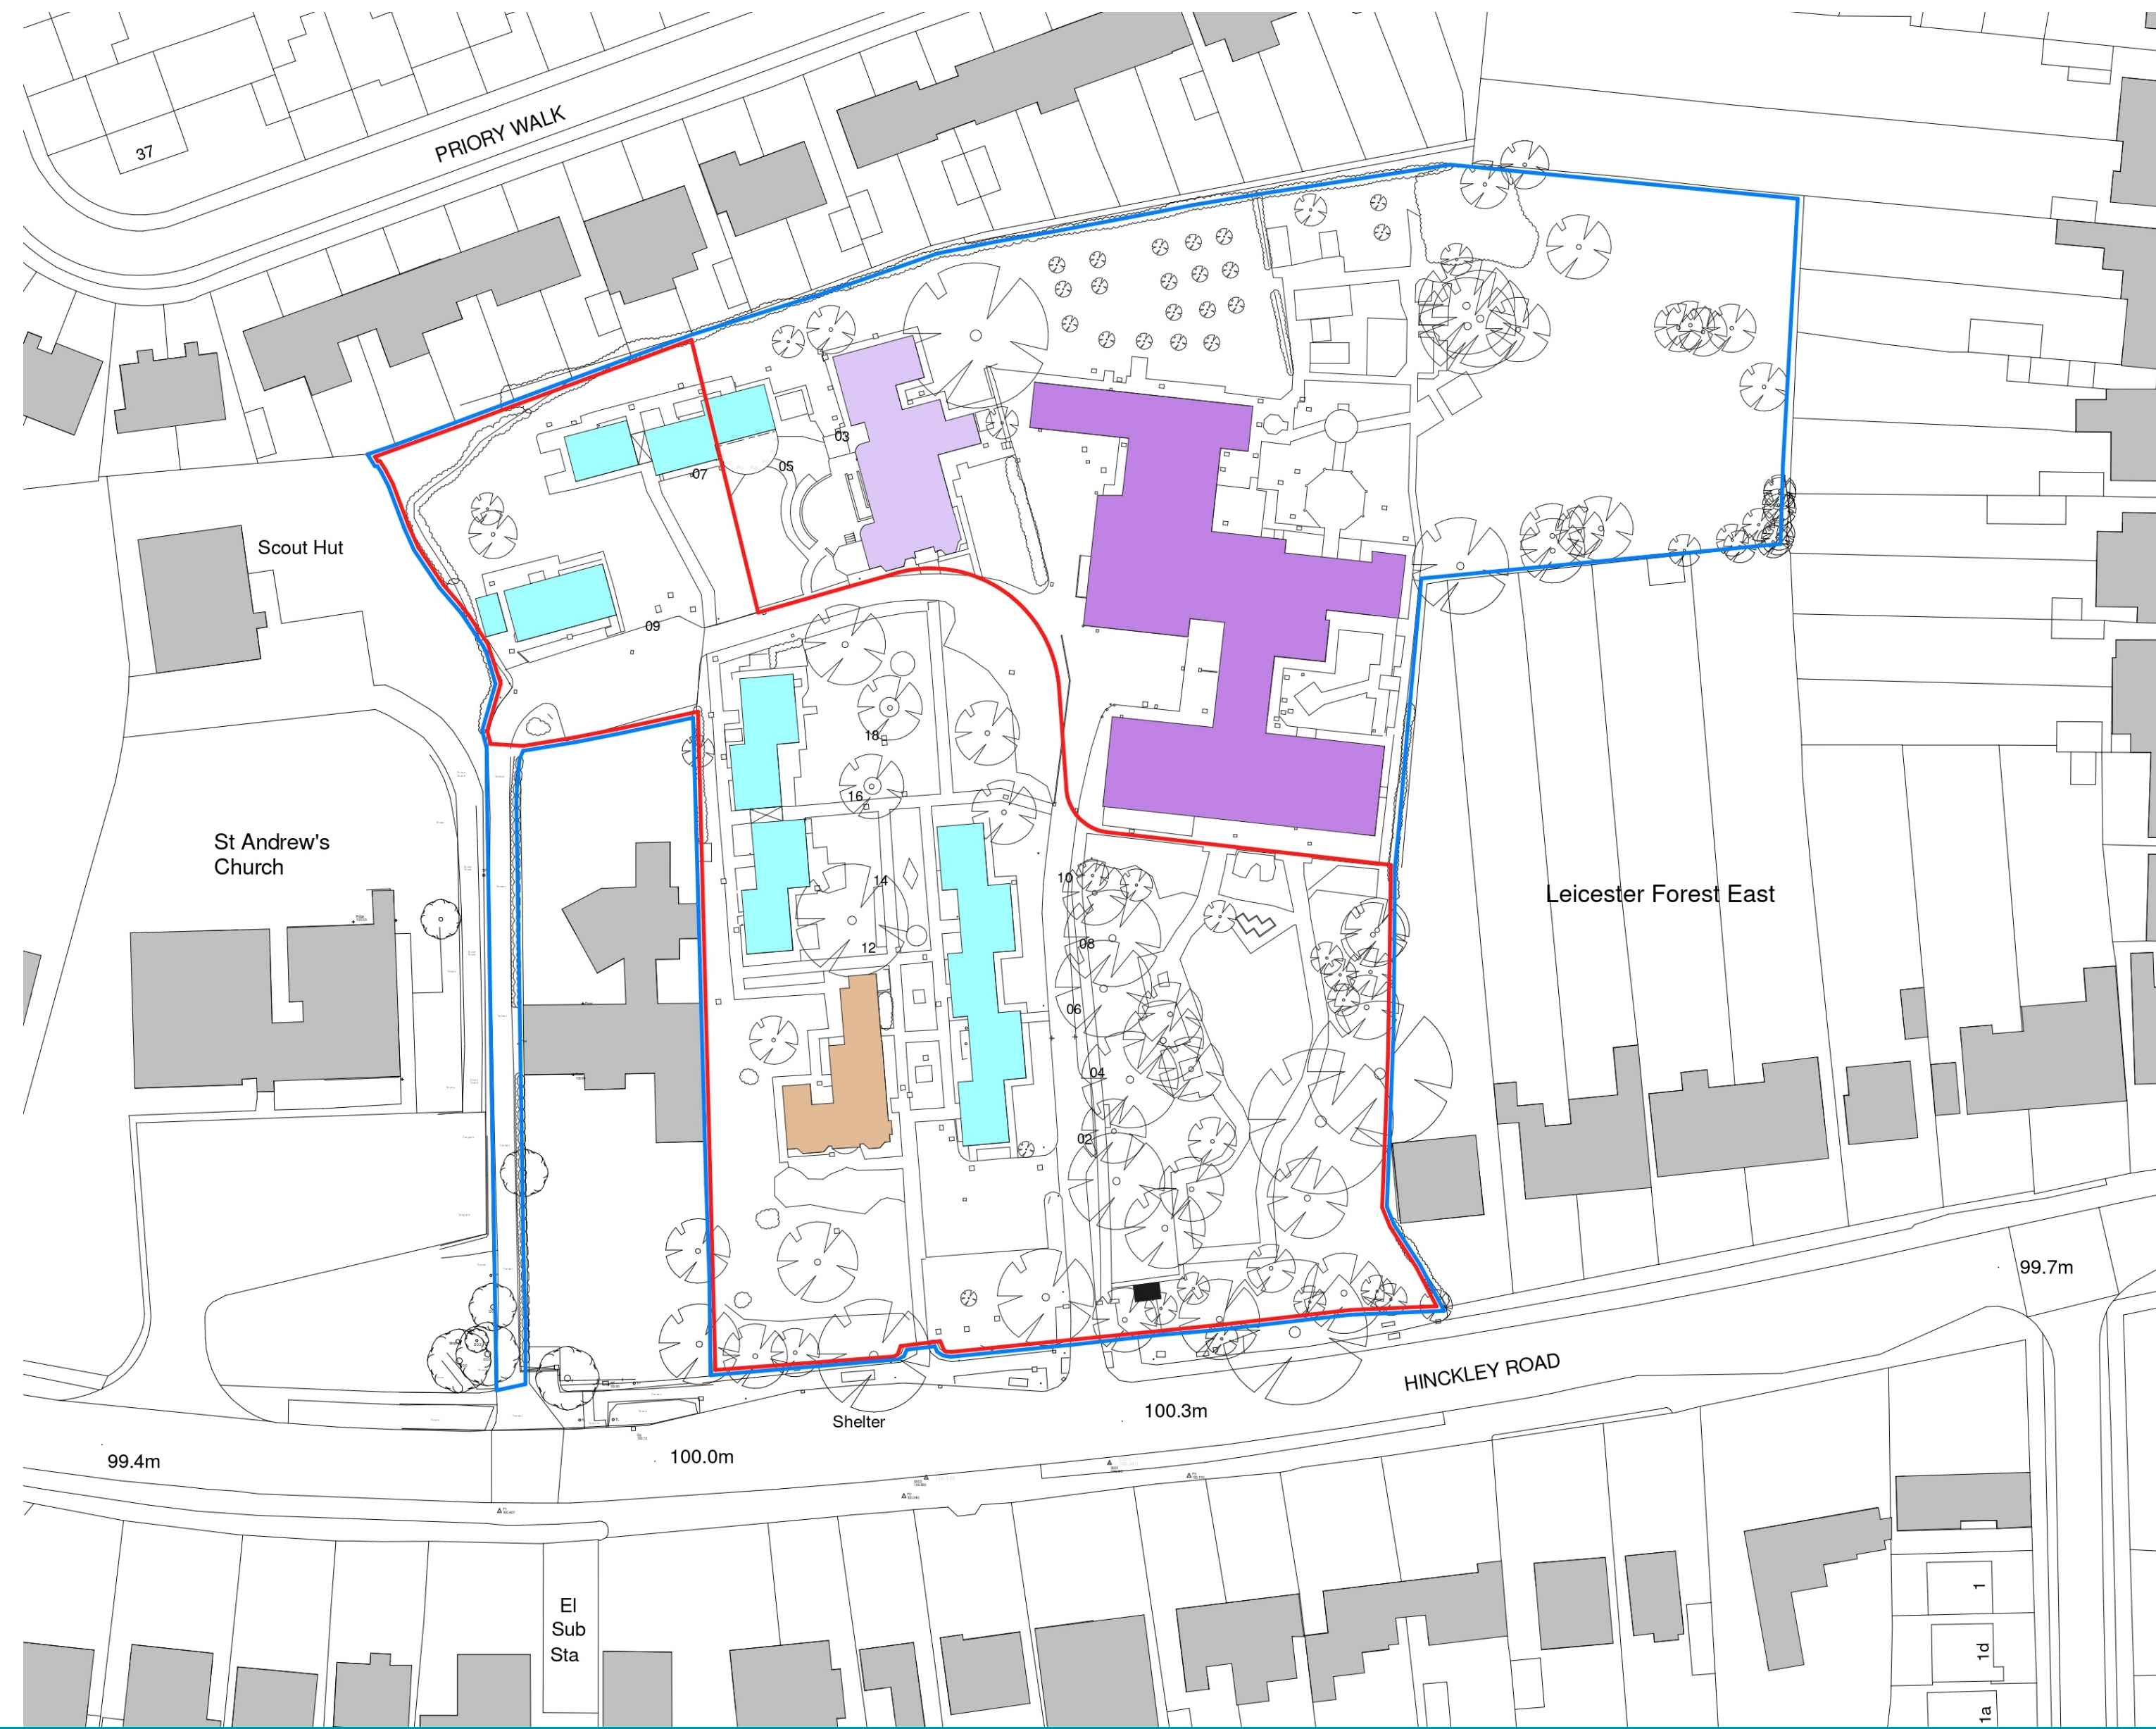 37
PRIORY WALK
03
05
07
Scout Hut
09
18
16
St Andrew's
Church
14
10
Leicester Forest East
08
12
06
04
02
99.7m
HINCKLEY ROAD
100.3m
Shelter
100.0m
99.4m
El
Sub
Sta
1
1d
1a